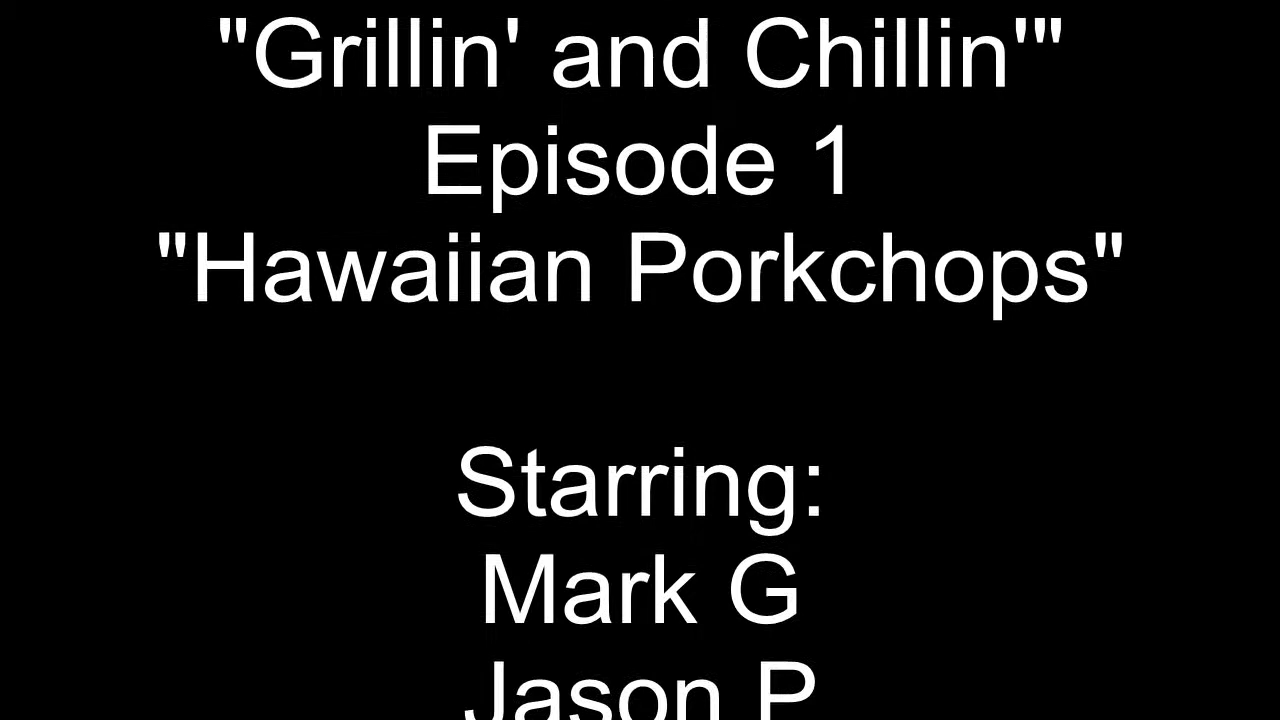 "Grillin' and Chillin'"
Episode 1
"Hawaiian Porkchops"
Starring:
Mark G
Jason P